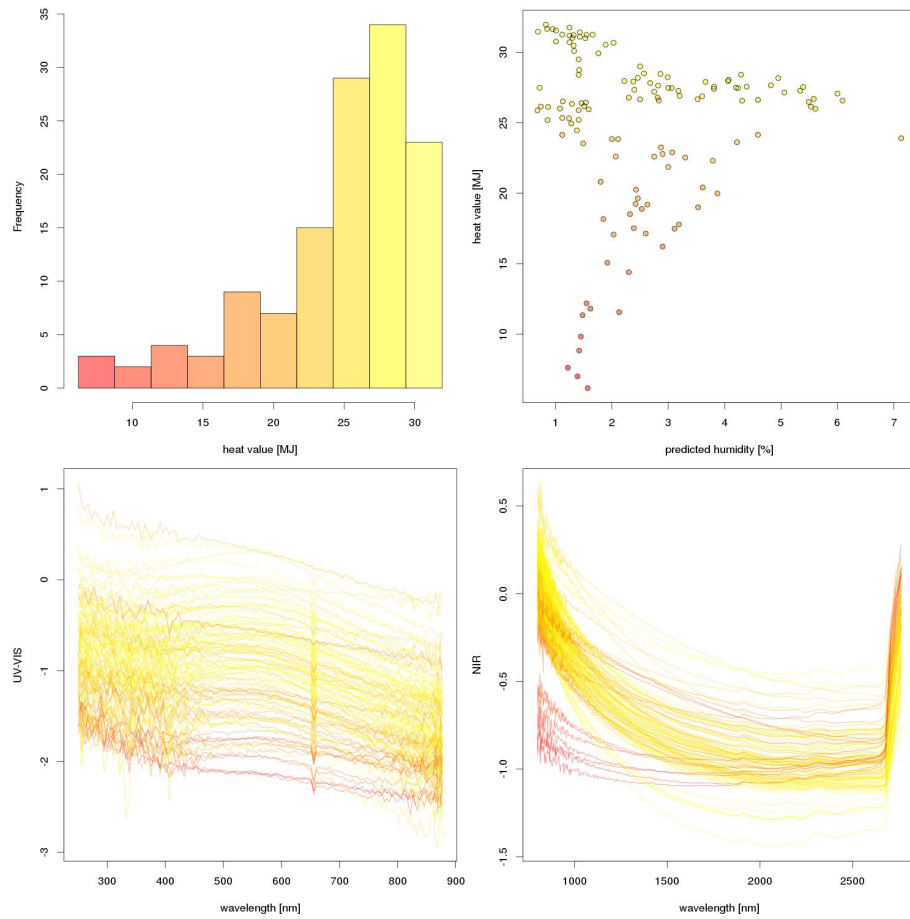 Frequency
0 5 10 15 20 25 30 35
10 15 20 25 30
heat value [MJ]
heat value [MJ]
10 15 20 25 30
1 2 3 4 5 6 7
predicted humidity [%]
UV-VIS
-3 -2 -1 0 1
300 400 500 600 700 800 900
wavelength [nm]
NIR
-1.5 -1.0 -0.5 0.0 0.5
1000 1500 2000 2500
wavelength [nm]